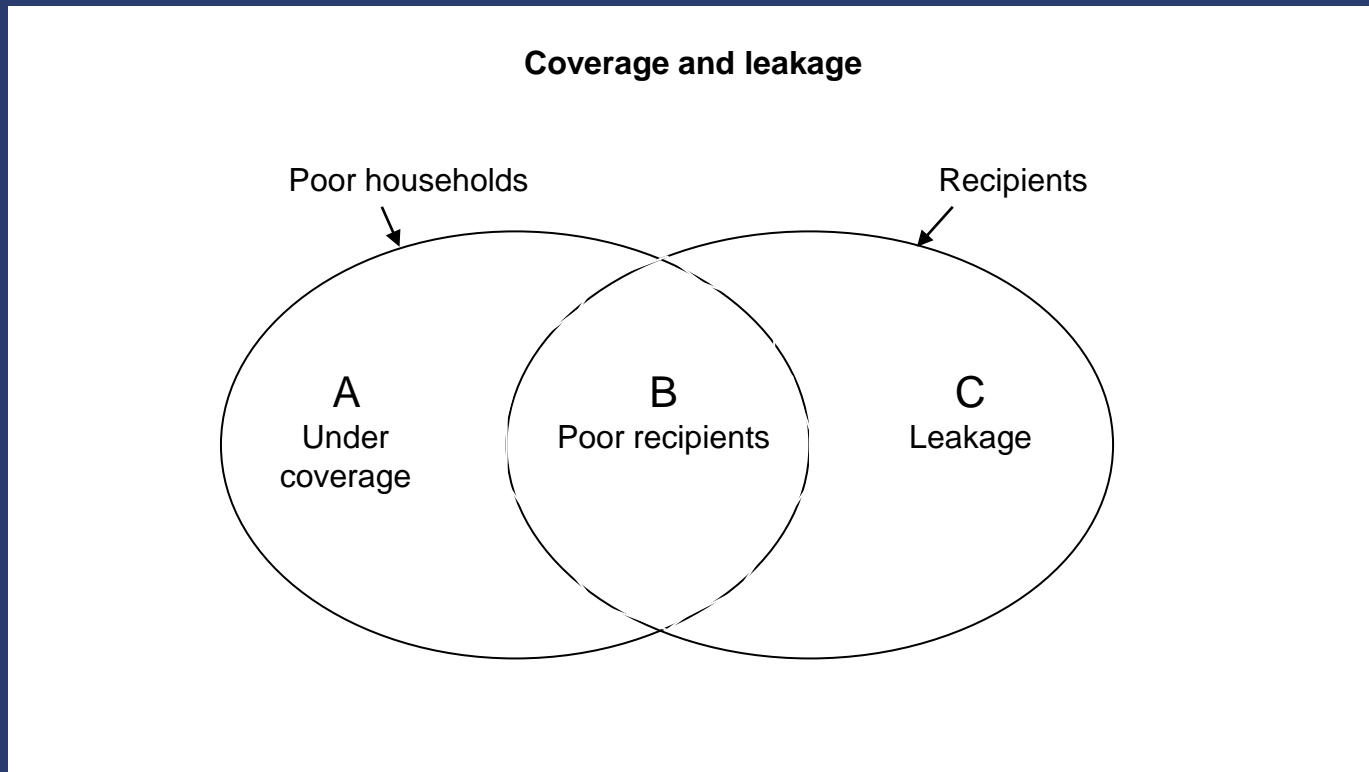 Coverage and leakage
Poor households
Recipients
A
Under
coverage
B
Poor recipients
C
Leakage